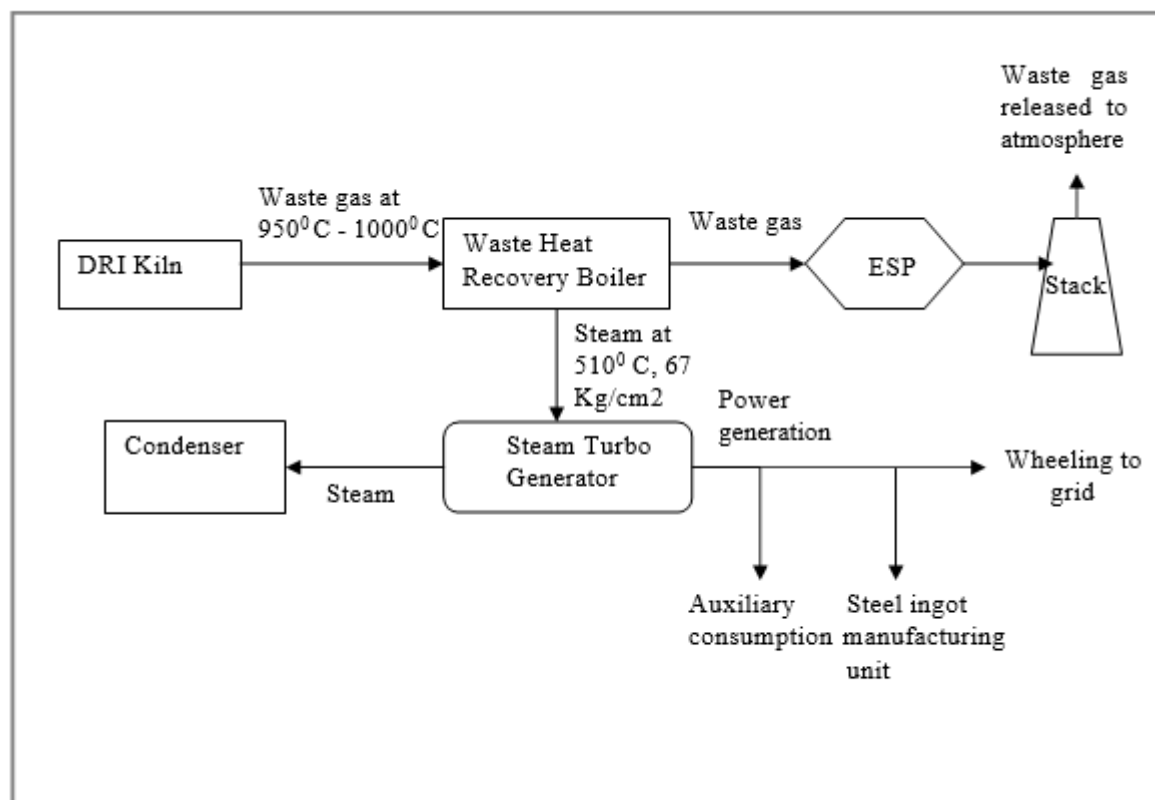 Waste gas
released to
atmosphere
Waste gas at
950⁰ C - 1000⁰ C
DRI Kiln
Waste Heat
Recovery Boiler
Waste gas
ESP
Stack
Steam at
510⁰ C, 67
Kg/cm2
Condenser
Steam
Steam Turbo
Generator
Power
generation
Wheeling to
grid
Auxiliary
consumption
Steel ingot
manufacturing
unit